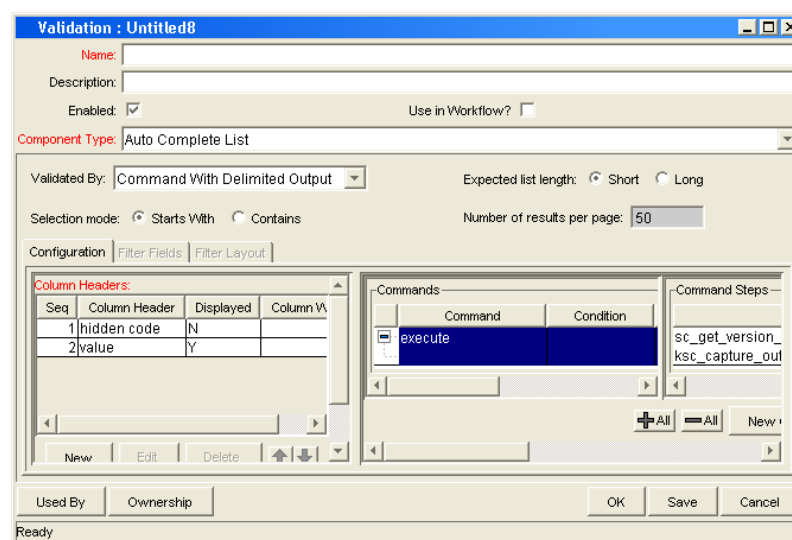 Validation : Untitled8
Name:
Description:
Enabled: Use in Workflow?
Component Type: Auto Complete List
Validated By: Command With Delimited Output Expected list length: Short Long
Selection mode: Starts With Contains Number of results per page: 50
Configuration Filter Fields Filter Layout
Column Headers: Commands Command Steps
Seq Column Header Displayed Column W Command Condition
1 hidden code N execute sc_get_version_
2 value Y ksc_capture_out
All All New
New Edit Delete
Used By Ownership OK Save Cancel
Ready